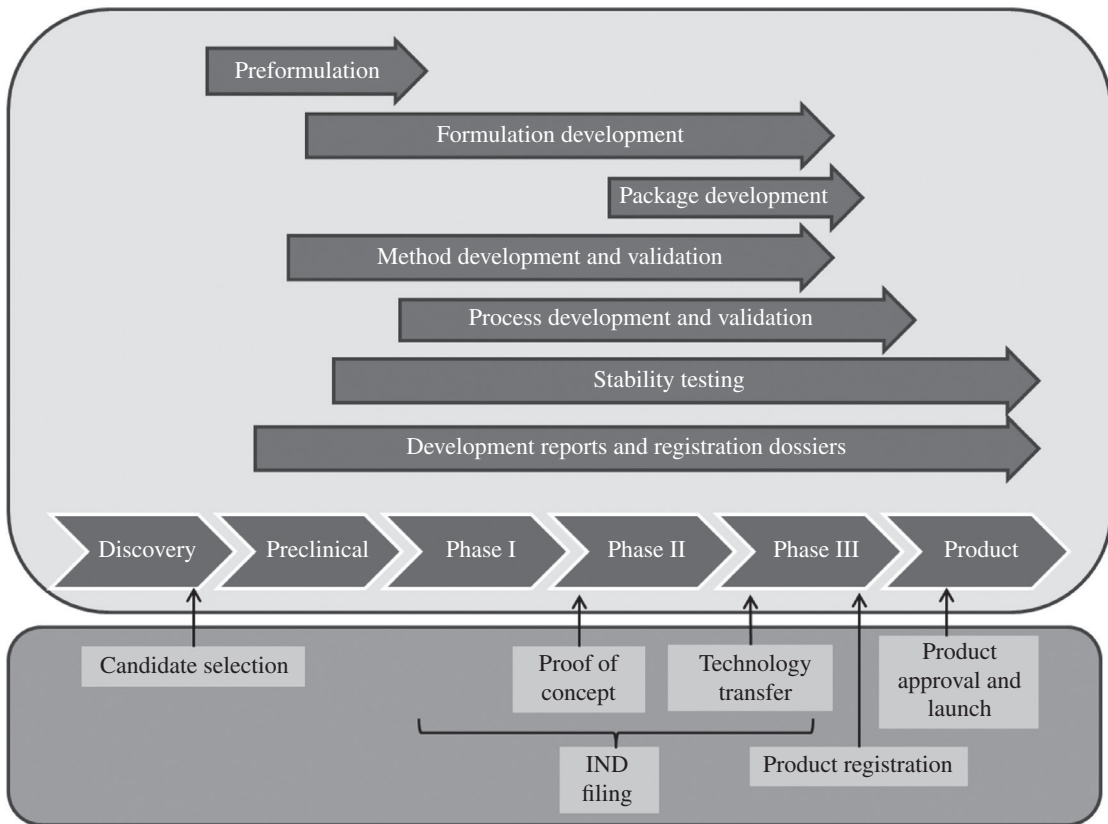 Preformulation
Formulation development
Package development
Method development and validation
Process development and validation
Stability testing
Development reports and registration dossiers
Discovery
Preclinical
Phase I
Phase II
Phase III
Product
Candidate selection
Proof of
concept
Technology
transfer
Product
approval and
launch
IND
filing
Product registration